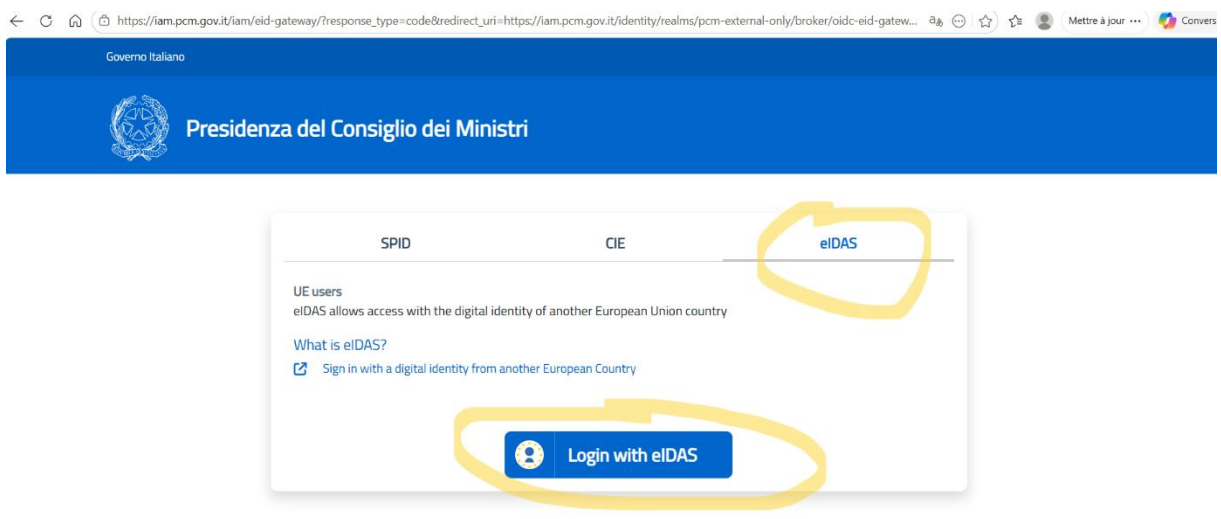 https://iam.pcm.gov.it/iam/eid-gateway/?response_type=code&redirect_uri=https://iam.pcm.gov.it/identity/realms/pcm-external-only/broker/oidc-eid-gatew... Mettre à jour ... Convers
Governo Italiano
Presidenza del Consiglio dei Ministri
SPID CIE eIDAS
UE users
eIDAS allows access with the digital identity of another European Union country
What is eIDAS?
Sign in with a digital identity from another European Country
Login with eIDAS